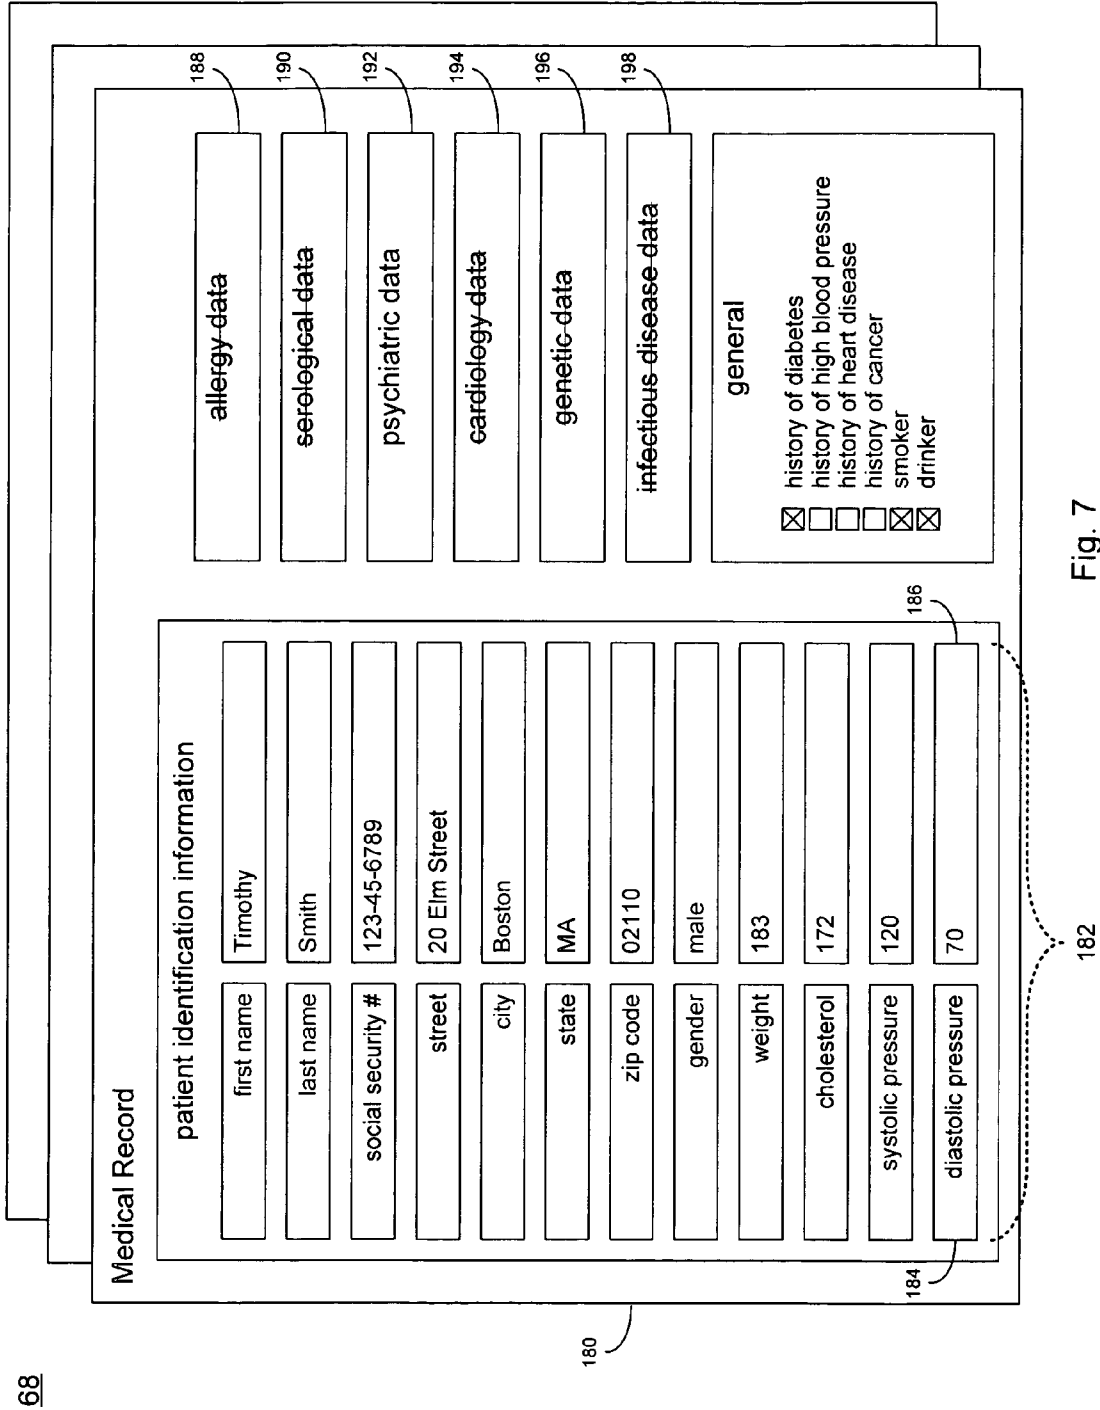 68
Medical Record
patient identification information
first name Timothy
last name Smith
social security # 123-45-6789
street 20 Elm Street
city Boston
state MA
zip code 02110
gender male
weight 183
cholesterol 172
systolic pressure 120
diastolic pressure 70
180
184
186
182
allergy data
188
serological data
190
psychiatric data
192
cardiology data
194
genetic data
196
infectious disease data
198
general
history of diabetes
history of high blood pressure
history of heart disease
history of cancer
smoker
drinker
Fig. 7